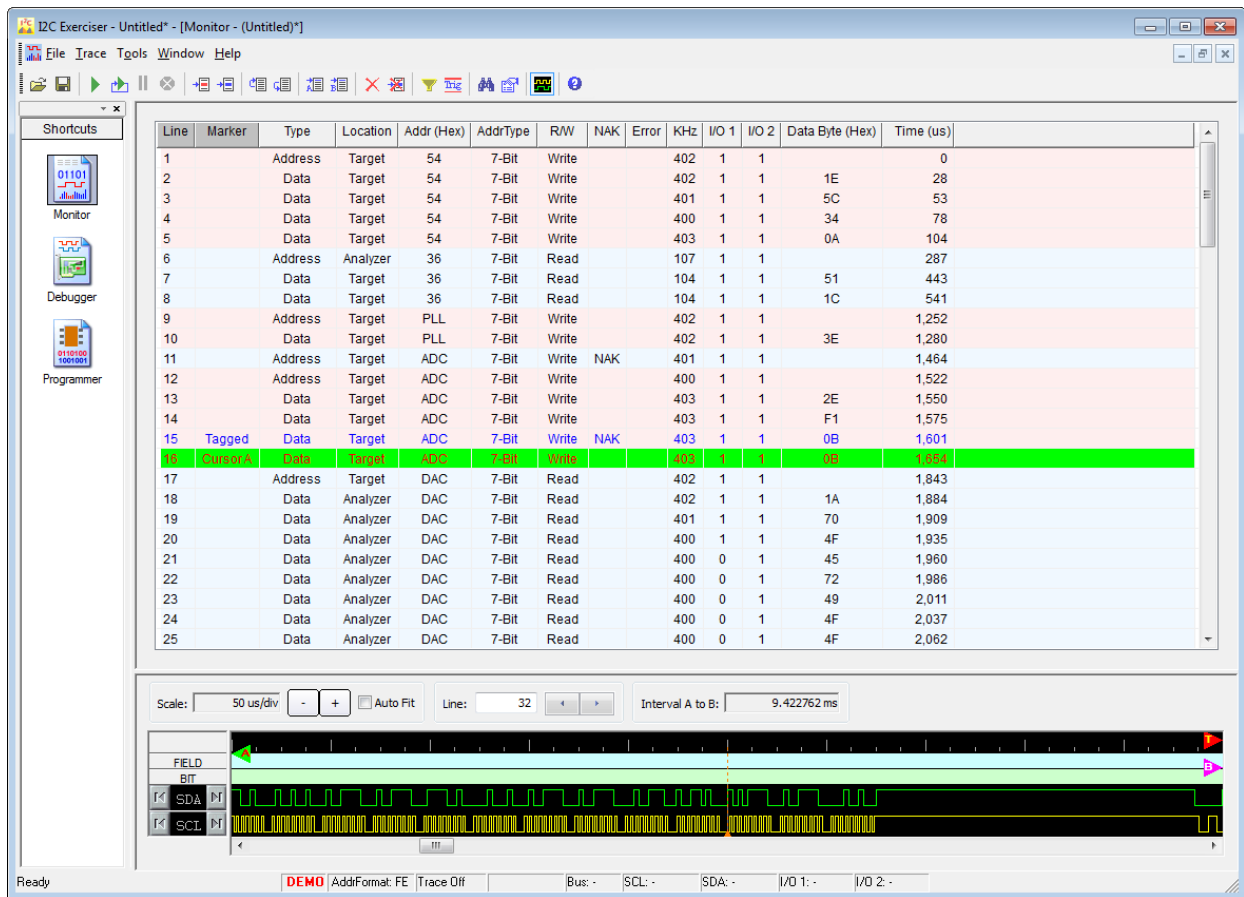 I2C Exerciser - Untitled* - [Monitor - (Untitled)*]
File Trace Tools Window Help
Shortcuts
Monitor
Debugger
Programmer
Line Marker Type Location Addr (Hex) AddrType R/W NAK Error KHz I/O 1 I/O 2 Data Byte (Hex) Time (us)
1 Address Target 54 7-Bit Write 402 1 1 0
2 Data Target 54 7-Bit Write 402 1 1 1E 28
3 Data Target 54 7-Bit Write 401 1 1 5C 53
4 Data Target 54 7-Bit Write 400 1 1 34 78
5 Data Target 54 7-Bit Write 403 1 1 0A 104
6 Address Analyzer 36 7-Bit Read 107 1 1 287
7 Data Target 36 7-Bit Read 104 1 1 51 443
8 Data Target 36 7-Bit Read 104 1 1 1C 541
9 Address Target PLL 7-Bit Write 402 1 1 1,252
10 Data Target PLL 7-Bit Write 402 1 1 3E 1,280
11 Address Target ADC 7-Bit Write NAK 401 1 1 1,464
12 Address Target ADC 7-Bit Write 400 1 1 1,522
13 Data Target ADC 7-Bit Write 403 1 1 2E 1,550
14 Data Target ADC 7-Bit Write 403 1 1 F1 1,575
15 Tagged Data Target ADC 7-Bit Write NAK 403 1 1 0B 1,601
16 Cursor A Data Target ADC 7-Bit Write 403 1 1 0B 1,654
17 Address Target DAC 7-Bit Read 402 1 1 1,843
18 Data Analyzer DAC 7-Bit Read 402 1 1 1A 1,884
19 Data Analyzer DAC 7-Bit Read 401 1 1 70 1,909
20 Data Analyzer DAC 7-Bit Read 400 1 1 4F 1,935
21 Data Analyzer DAC 7-Bit Read 400 0 1 45 1,960
22 Data Analyzer DAC 7-Bit Read 400 0 1 72 1,986
23 Data Analyzer DAC 7-Bit Read 400 0 1 49 2,011
24 Data Analyzer DAC 7-Bit Read 400 0 1 4F 2,037
25 Data Analyzer DAC 7-Bit Read 400 0 1 4F 2,062
Scale: 50 us/div - + Auto Fit Line: 32 Interval A to B: 9.422762 ms
A T
FIELD B
BIT
SDA
SCL
Ready DEMO AddrFormat: FE Trace Off Bus: - SCL: - SDA: - I/O 1: - I/O 2: -